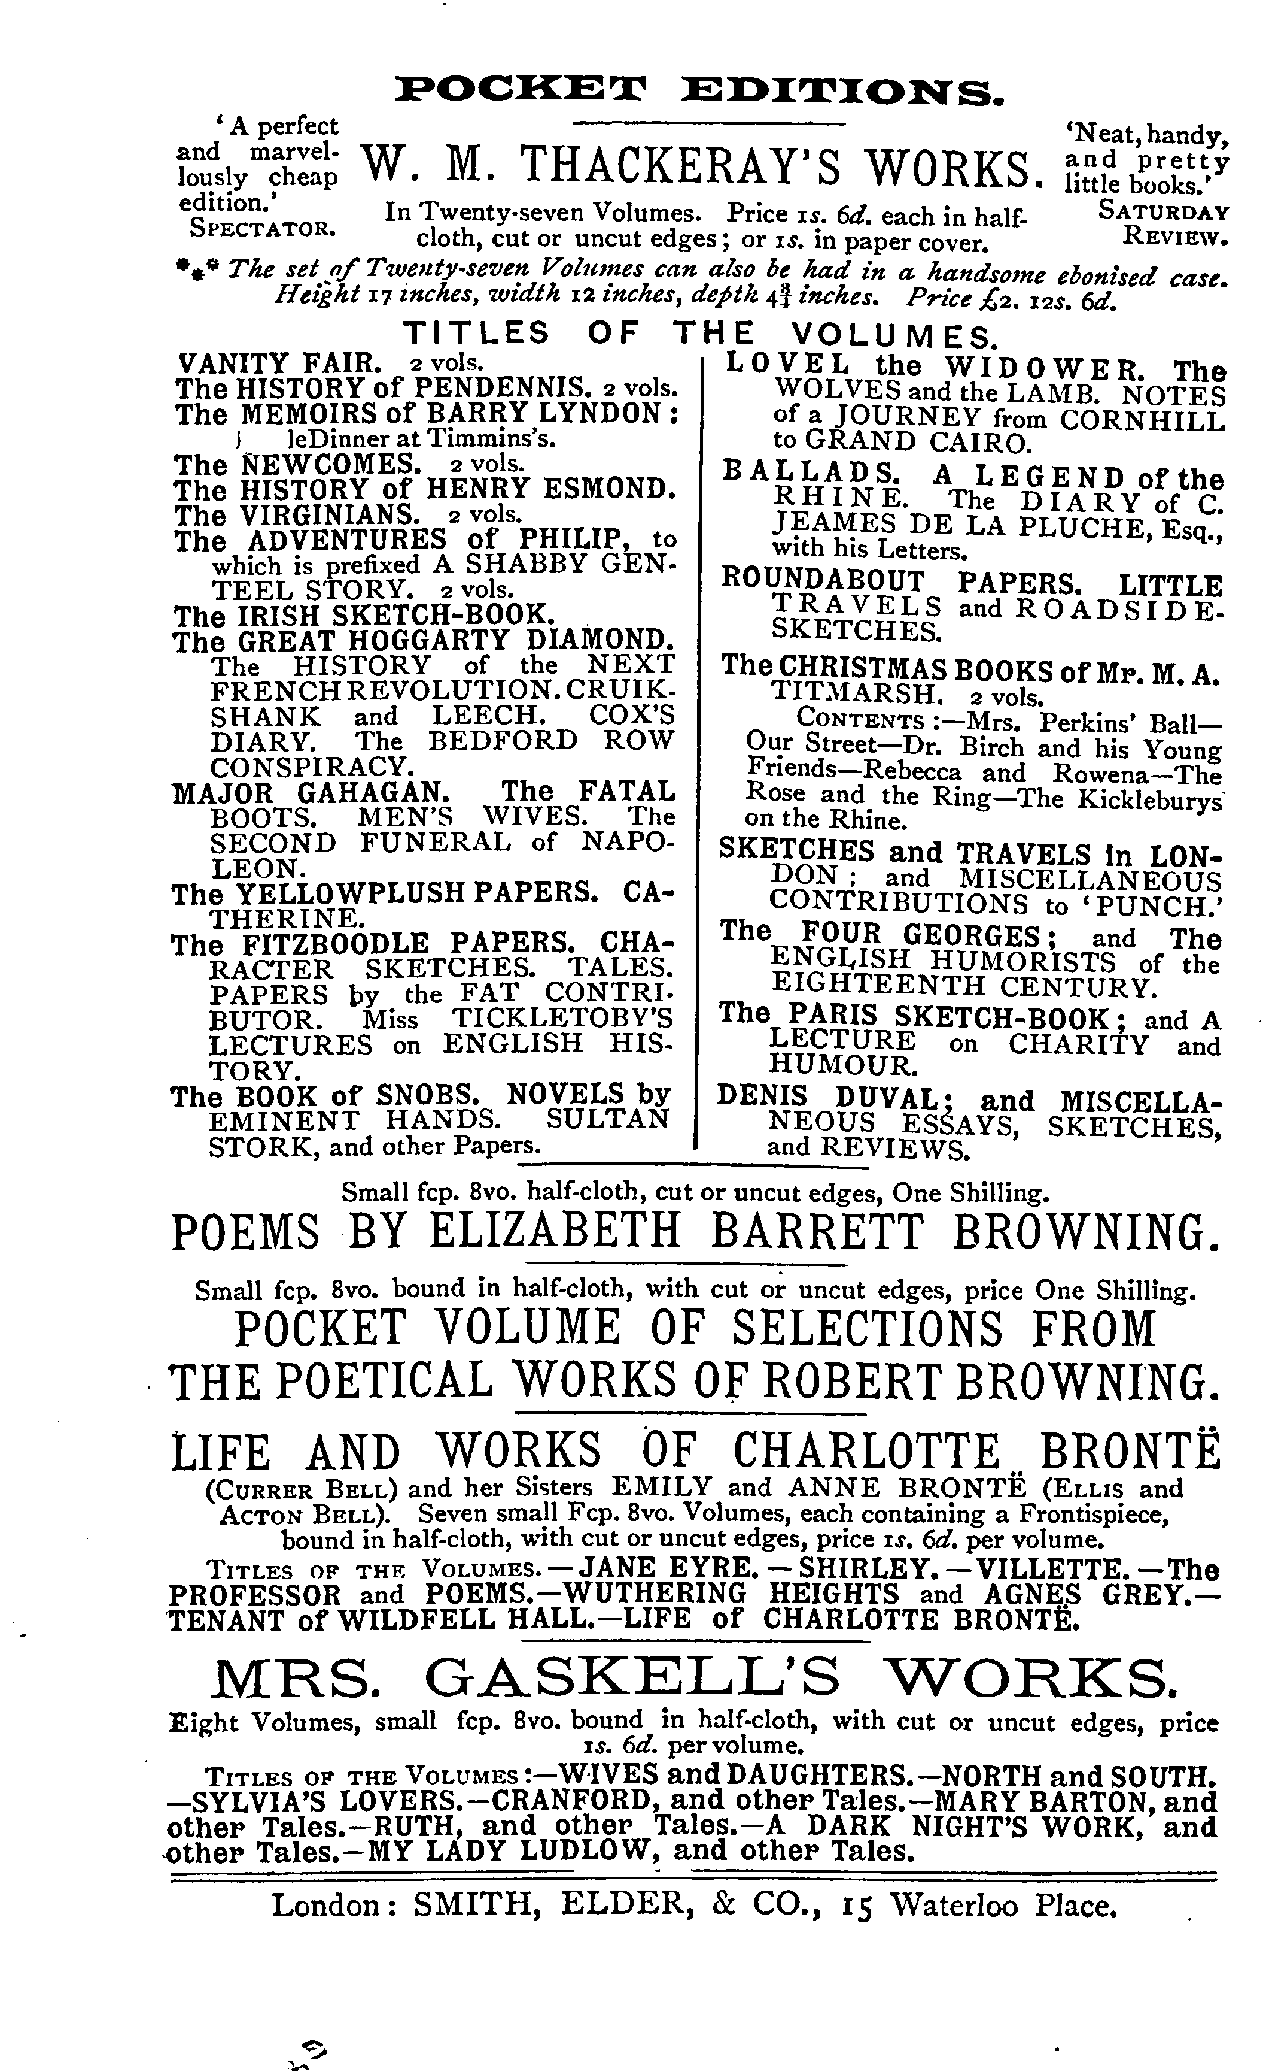 POCKET EDITIONS.
‘A perfect
and marvel-
lously cheap
edition.’
SPECTATOR.
W. M. THACKERAY’S WORKS.
‘Neat, handy,
and pretty
little books.’
SATURDAY
REVIEW.
In Twenty-seven Volumes. Price 1s. 6d. each in half-
cloth, cut or uncut edges; or 1s. in paper cover.
*** The set of Twenty-seven Volumes can also be had in a handsome ebonised case.
Height 17 inches, width 12 inches, depth 4¾ inches. Price £2. 12s. 6d.
TITLES OF THE VOLUMES.
VANITY FAIR. 2 vols.
The HISTORY of PENDENNIS. 2 vols.
The MEMOIRS of BARRY LYNDON:
leDinner at Timmins’s.
The NEWCOMES. 2 vols.
The HISTORY of HENRY ESMOND.
The VIRGINIANS. 2 vols.
The ADVENTURES of PHILIP, to
which is prefixed A SHABBY GEN-
TEEL STORY. 2 vols.
The IRISH SKETCH-BOOK.
The GREAT HOGGARTY DIAMOND.
The HISTORY of the NEXT
FRENCH REVOLUTION. CRUIK-
SHANK and LEECH. COX’S
DIARY. The BEDFORD ROW
CONSPIRACY.
MAJOR GAHAGAN. The FATAL
BOOTS. MEN’S WIVES. The
SECOND FUNERAL of NAPO-
LEON.
The YELLOWPLUSH PAPERS. CA-
THERINE.
The FITZBOODLE PAPERS. CHA-
RACTER SKETCHES. TALES.
PAPERS by the FAT CONTRI-
BUTOR. Miss TICKLETOBY’S
LECTURES on ENGLISH HIS-
TORY.
The BOOK of SNOBS. NOVELS by
EMINENT HANDS. SULTAN
STORK, and other Papers.
LOVEL the WIDOWER. The
WOLVES and the LAMB. NOTES
of a JOURNEY from CORNHILL
to GRAND CAIRO.
BALLADS. A LEGEND of the
RHINE. The DIARY of C.
JEAMES DE LA PLUCHE, Esq.,
with his Letters.
ROUNDABOUT PAPERS. LITTLE
TRAVELS and ROADSIDE-
SKETCHES.
The CHRISTMAS BOOKS of Mr. M. A.
TITMARSH. 2 vols.
CONTENTS:—Mrs. Perkins’ Ball—
Our Street—Dr. Birch and his Young
Friends—Rebecca and Rowena—The
Rose and the Ring—The Kickleburys
on the Rhine.
SKETCHES and TRAVELS in LON-
DON; and MISCELLANEOUS
CONTRIBUTIONS to ‘PUNCH.’
The FOUR GEORGES; and The
ENGLISH HUMORISTS of the
EIGHTEENTH CENTURY.
The PARIS SKETCH-BOOK; and A
LECTURE on CHARITY and
HUMOUR.
DENIS DUVAL; and MISCELLA-
NEOUS ESSAYS, SKETCHES,
and REVIEWS.
Small fcp. 8vo. half-cloth, cut or uncut edges, One Shilling.
POEMS BY ELIZABETH BARRETT BROWNING.
Small fcp. 8vo. bound in half-cloth, with cut or uncut edges, price One Shilling.
POCKET VOLUME OF SELECTIONS FROM
THE POETICAL WORKS OF ROBERT BROWNING.
LIFE AND WORKS OF CHARLOTTE BRONTË
(CURRER BELL) and her Sisters EMILY and ANNE BRONTË (ELLIS and
ACTON BELL). Seven small Fcp. 8vo. Volumes, each containing a Frontispiece,
bound in half-cloth, with cut or uncut edges, price 1s. 6d. per volume.
TITLES OF THE VOLUMES.—JANE EYRE.—SHIRLEY.—VILLETTE.—The
PROFESSOR and POEMS.—WUTHERING HEIGHTS and AGNES GREY.—
TENANT of WILDFELL HALL.—LIFE of CHARLOTTE BRONTË.
MRS. GASKELL’S WORKS.
Eight Volumes, small fcp. 8vo. bound in half-cloth, with cut or uncut edges, price
1s. 6d. per volume.
TITLES OF THE VOLUMES:—WIVES and DAUGHTERS.—NORTH and SOUTH.
—SYLVIA’S LOVERS.—CRANFORD, and other Tales.—MARY BARTON, and
other Tales.—RUTH, and other Tales.—A DARK NIGHT’S WORK, and
other Tales.—MY LADY LUDLOW, and other Tales.
London: SMITH, ELDER, & CO., 15 Waterloo Place.